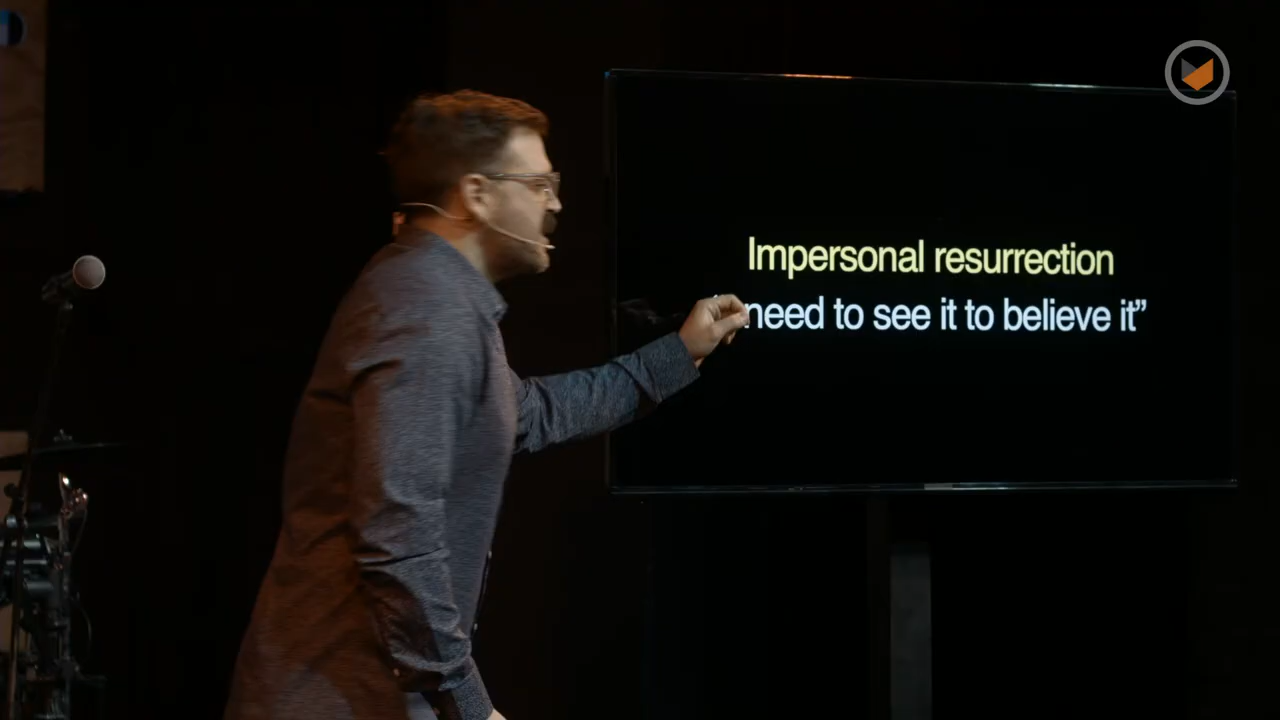 Impersonal resurrection
need to see it to believe it”